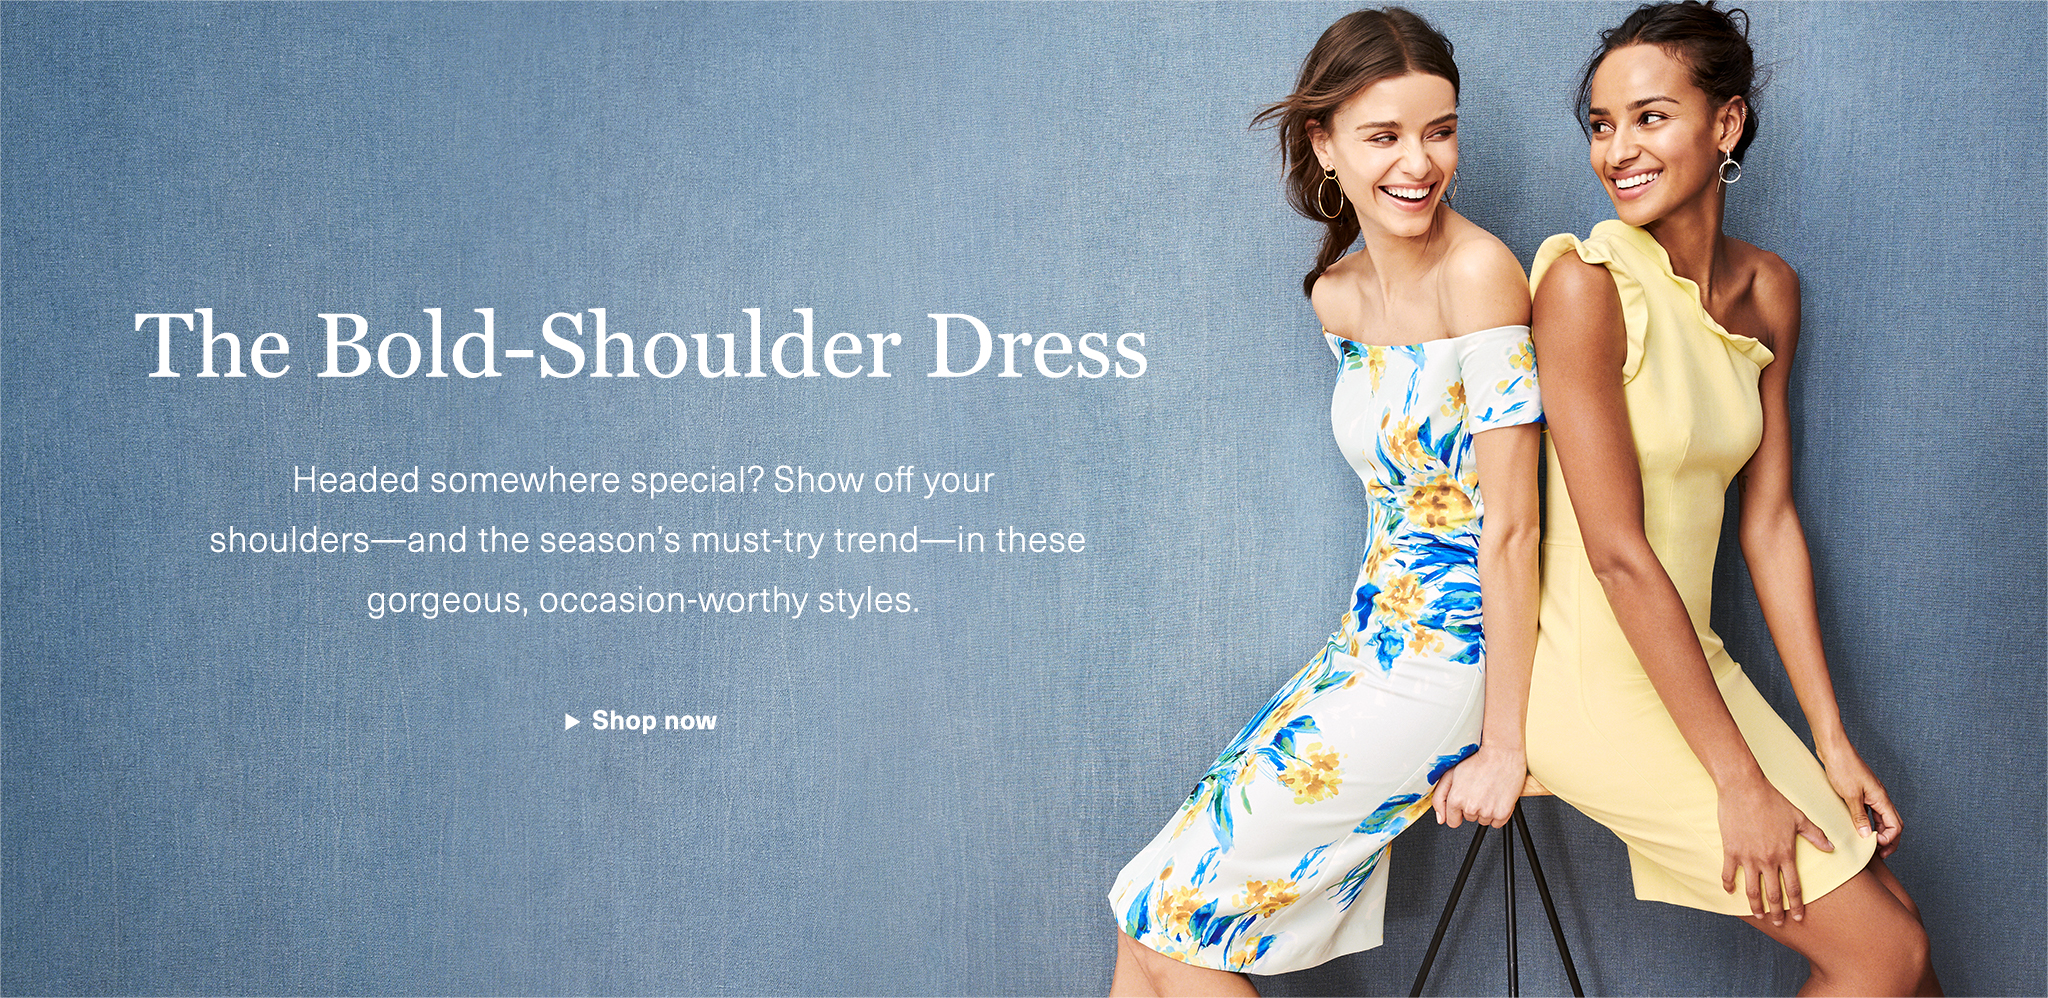 The Bold-Shoulder Dress
Headed somewhere special? Show off your
shoulders—and the season’s must-try trend—in these
gorgeous, occasion-worthy styles.
Shop now